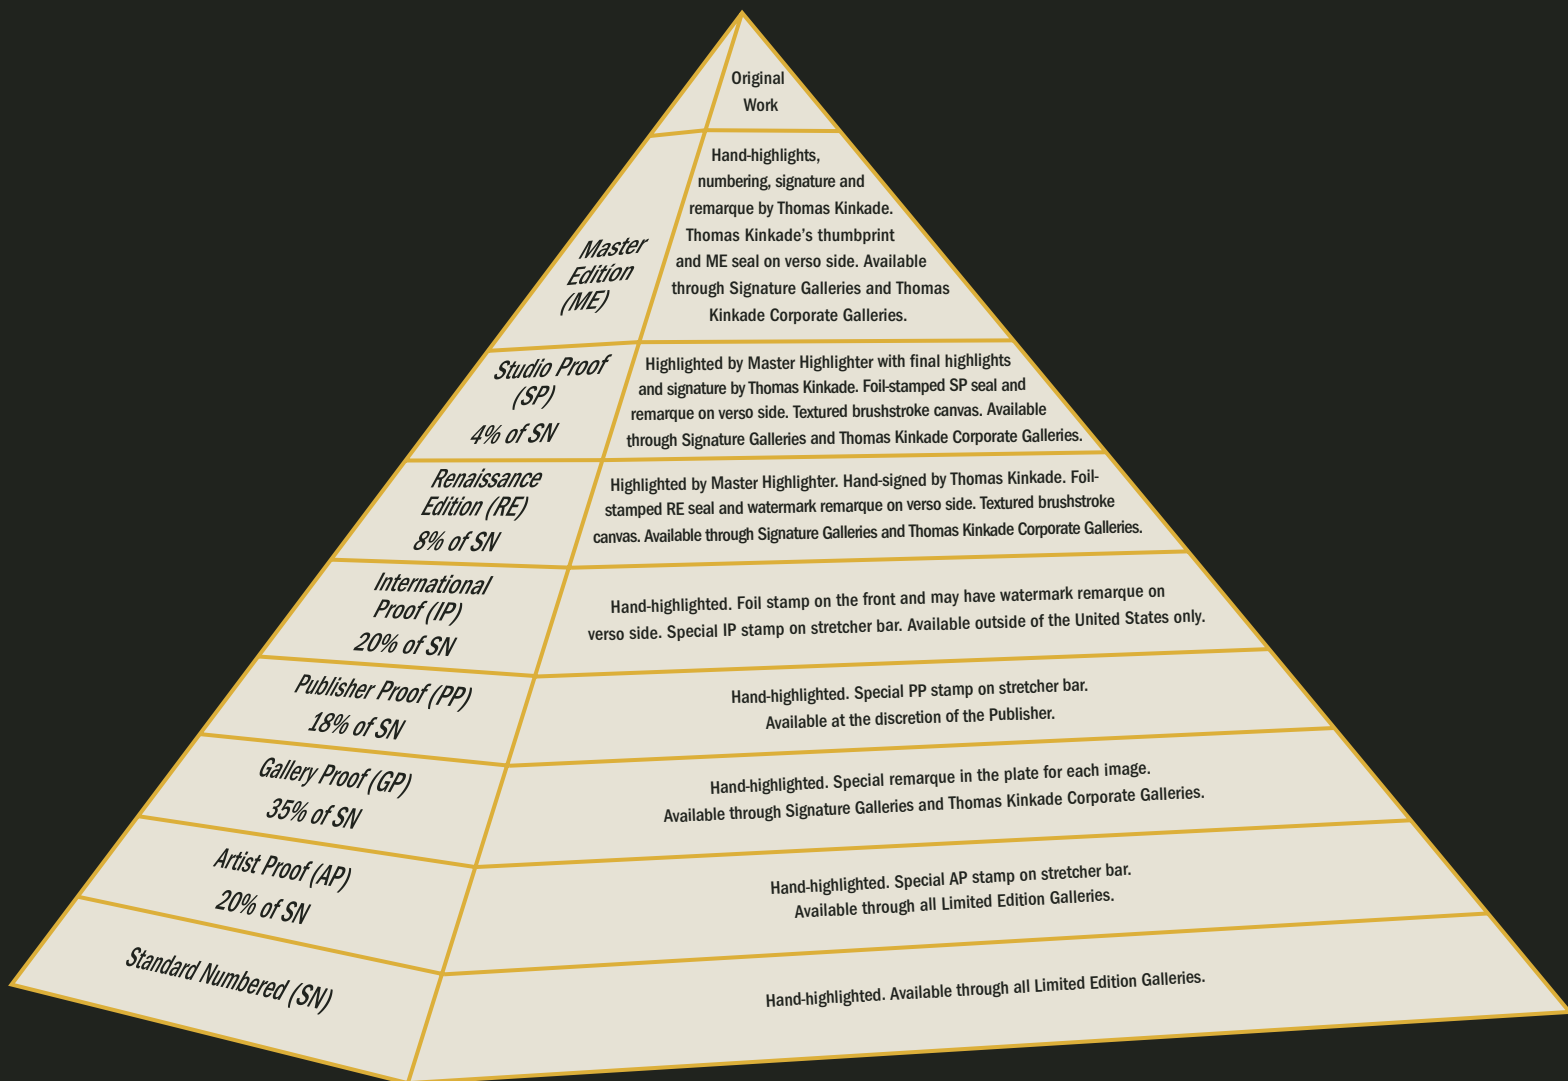 Original
Work
Master
Edition
(ME)
Hand-highlights,
numbering, signature and
remarque by Thomas Kinkade.
Thomas Kinkade’s thumbprint
and ME seal on verso side. Available
through Signature Galleries and Thomas
Kinkade Corporate Galleries.
Studio Proof
(SP)
4% of SN
Highlighted by Master Highlighter with final highlights
and signature by Thomas Kinkade. Foil-stamped SP seal and
remarque on verso side. Textured brushstroke canvas. Available
through Signature Galleries and Thomas Kinkade Corporate Galleries.
Renaissance
Edition (RE)
8% of SN
Highlighted by Master Highlighter. Hand-signed by Thomas Kinkade. Foil-
stamped RE seal and watermark remarque on verso side. Textured brushstroke
canvas. Available through Signature Galleries and Thomas Kinkade Corporate Galleries.
International
Proof (IP)
20% of SN
Hand-highlighted. Foil stamp on the front and may have watermark remarque on
verso side. Special IP stamp on stretcher bar. Available outside of the United States only.
Publisher Proof (PP)
18% of SN
Hand-highlighted. Special PP stamp on stretcher bar.
Available at the discretion of the Publisher.
Gallery Proof (GP)
35% of SN
Hand-highlighted. Special remarque in the plate for each image.
Available through Signature Galleries and Thomas Kinkade Corporate Galleries.
Artist Proof (AP)
20% of SN
Hand-highlighted. Special AP stamp on stretcher bar.
Available through all Limited Edition Galleries.
Standard Numbered (SN)
Hand-highlighted. Available through all Limited Edition Galleries.